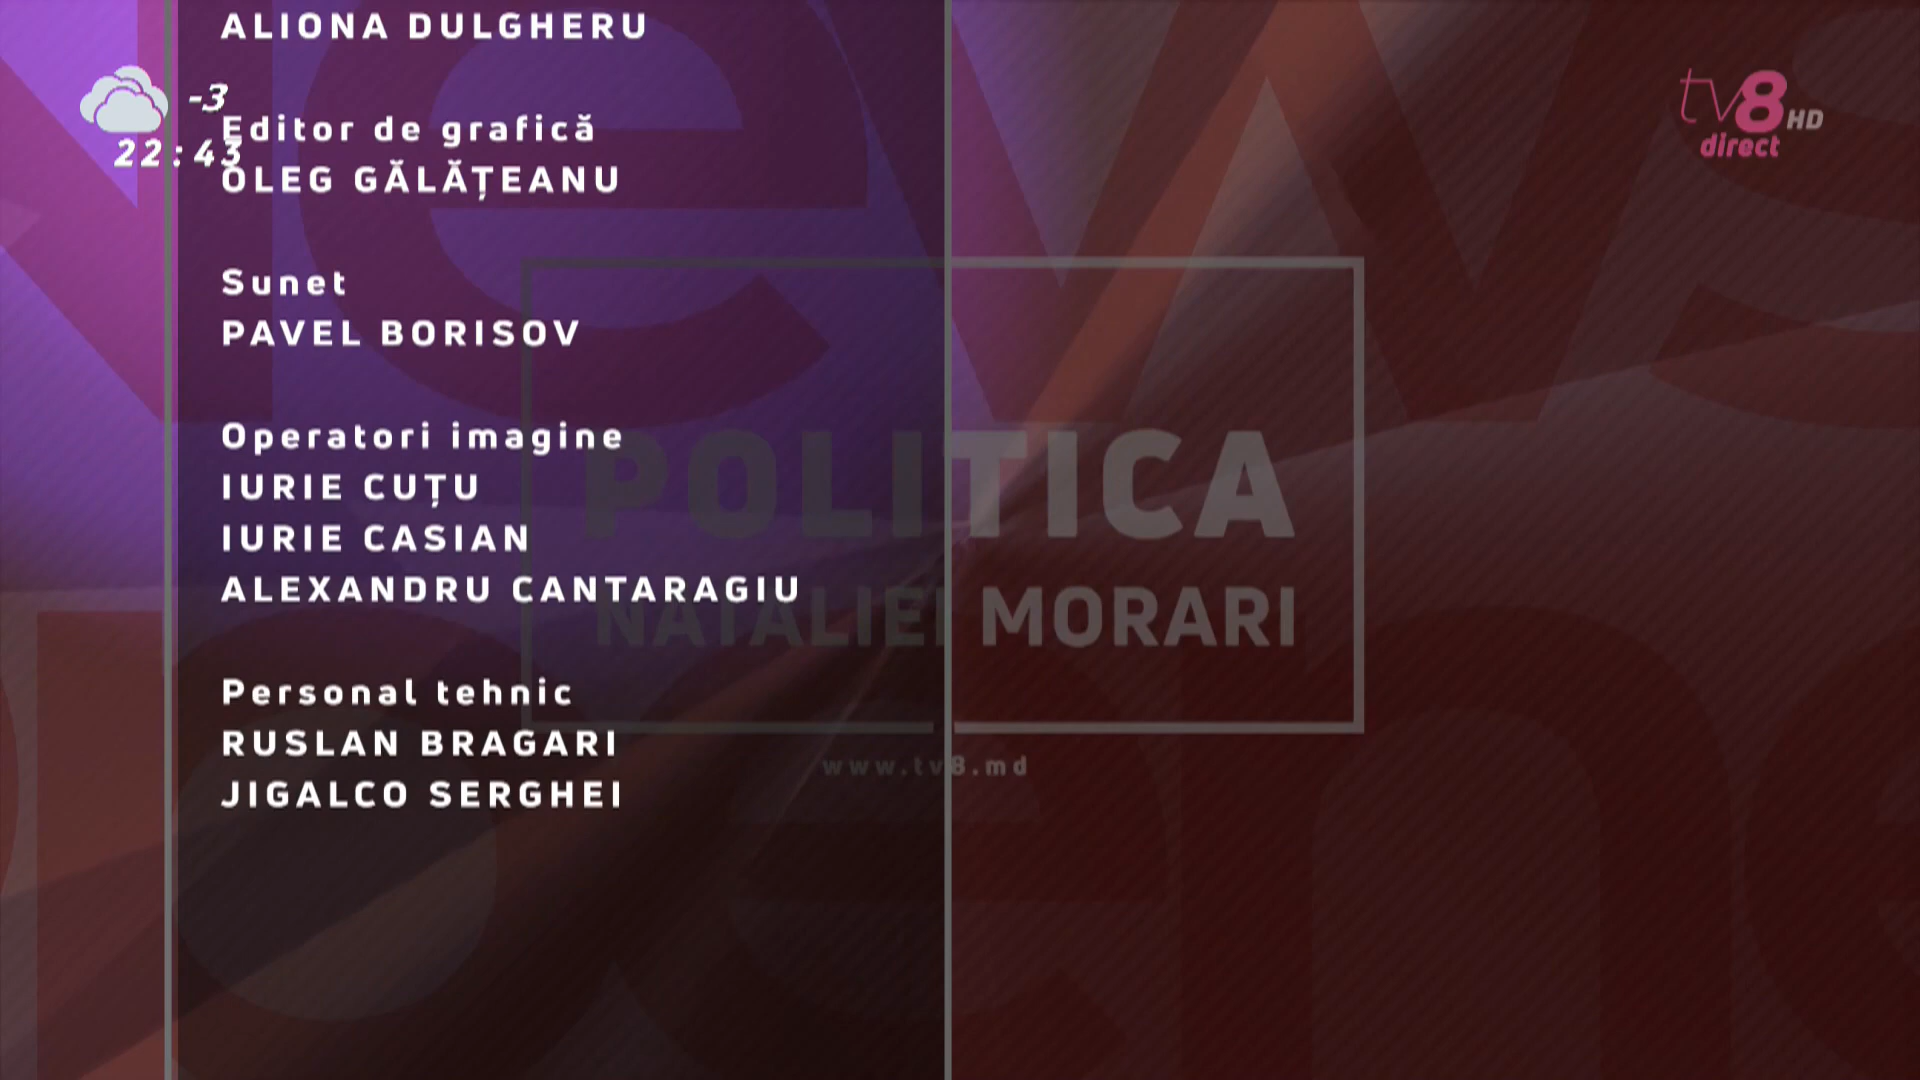 ALIONA DULGHERU
-3
22:43
Editor de grafică
OLEG GĂLĂȚEANU
Sunet
PAVEL BORISOV
Operatori imagine
IURIE CUȚU
IURIE CASIAN
ALEXANDRU CANTARAGIU
Personal tehnic
RUSLAN BRAGARI
JIGALCO SERGHEI
POLITICA
NATALIEI MORARI
www.tv8.md
tv8 HD
direct
news